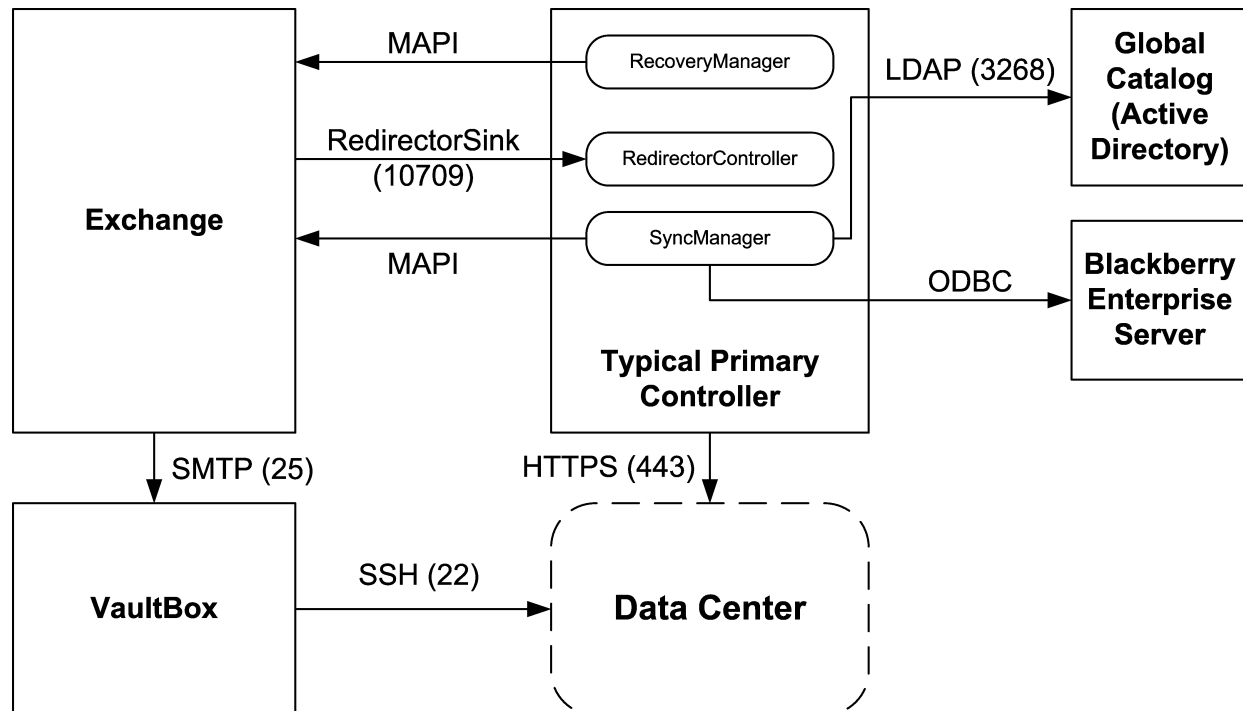 MAPI
RecoveryManager
LDAP (3268)
Global
Catalog
(Active
Directory)
RedirectorSink
(10709)
RedirectorController
Exchange
SyncManager
MAPI
ODBC
Blackberry
Enterprise
Server
Typical Primary
Controller
SMTP (25)
HTTPS (443)
VaultBox
SSH (22)
Data Center